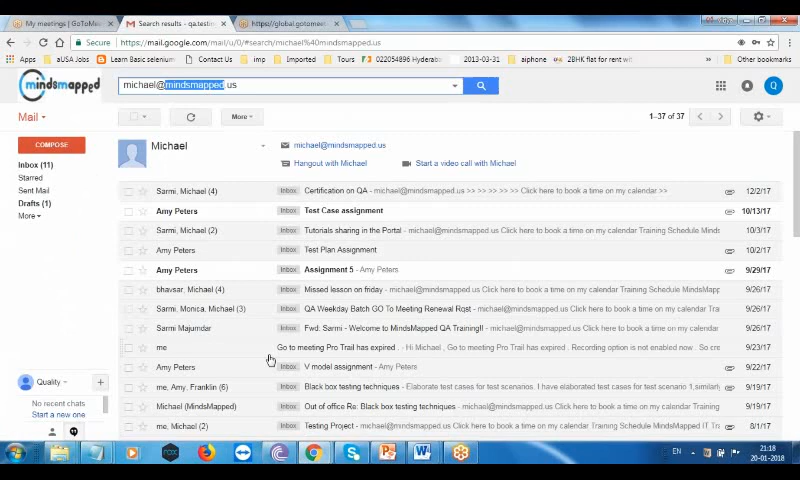 My meetings | GoToMee
Search results - qa.testin
https://global.gotomeeti
https://mail.google.com/mail/u/0/#search/michael%40mindsmapped.us
Apps
aUSA Jobs
Learn Basic selenium
Contact Us
imp
Imported
Tours
022054896 Hyderaba
2013-03-31
aiphone
2BHK flat for rent wit
Other bookmarks
mindsmapped
michael@mindsmapped.us
Q
Mail
More
1–37 of 37
COMPOSE
Inbox (11)
Starred
Sent Mail
Drafts (1)
More
Michael
michael@mindsmapped.us
Hangout with Michael
Start a video call with Michael
Sarmi, Michael (4) Inbox Certification on QA - michael@mindsmapped.us >> >> >> >> >> Click here to book a time on my calendar >> 12/2/17
Amy Peters Inbox Test Case assignment 10/13/17
Sarmi, Michael (2) Inbox Tutorials sharing in the Portal - michael@mindsmapped.us Click here to book a time on my calendar Training Schedule Minds 10/3/17
Amy Peters Inbox Test Plan Assignment 10/2/17
Amy Peters Inbox Assignment 5 - Amy Peters 9/29/17
bhavsar, Michael (4) Inbox Missed lesson on friday - michael@mindsmapped.us Click here to book a time on my calendar Training Schedule MindsMapp 9/26/17
Sarmi, Monica, Michael (3) Inbox QA Weekday Batch GO To Meeting Renewal Rqst - michael@mindsmapped.us Click here to book a time on my calendar Tr 9/26/17
Sarmi Majumdar Inbox Fwd: Sarmi - Welcome to MindsMapped QA Training!! - michael@mindsmapped.us Click here to book a time on my calendar 9/26/17
me Go to meeting Pro Trail has expired . - Hi Michael , Go to meeting Pro Trail has expired . Recording option is not enabled now . So cre 9/23/17
Amy Peters Inbox V model assignment - Amy Peters 9/22/17
me, Amy, Franklin (6) Inbox Black box testing techniques - Elaborate test cases for test scenarios. I have elaborated test cases for test scenario 1,similarly 9/19/17
Michael (MindsMapped) Inbox Out of office Re: Black box testing techniques - michael@mindsmapped.us Click here to book a time on my calendar Tra 9/19/17
me, Michael (2) Inbox Testing Project - michael@mindsmapped.us Click here to book a time on my calendar Training Schedule MindsMapped IT Trai 8/1/17
Quality
No recent chats
Start a new one
EN
21:18
20-01-2018